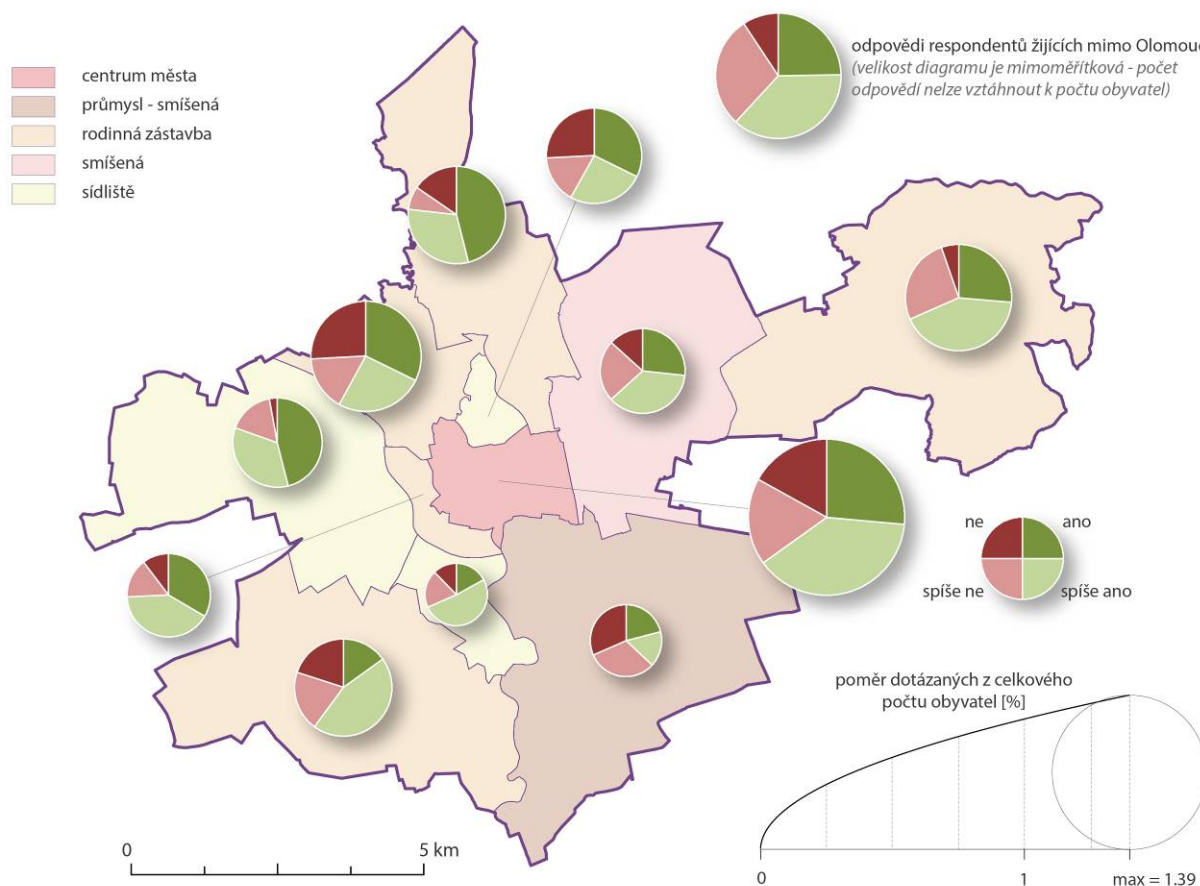 odpovědi respondentů žijících mimo Olomouc
(velikost diagramu je mimoměřítková - počet
odpovědí nelze vztáhnout k počtu obyvatel)
centrum města
průmysl - smíšená
rodinná zástavba
smíšená
sídliště
ne
ano
spíše ne
spíše ano
poměr dotázaných z celkového
počtu obyvatel [%]
0
5 km
0
1
max = 1.39